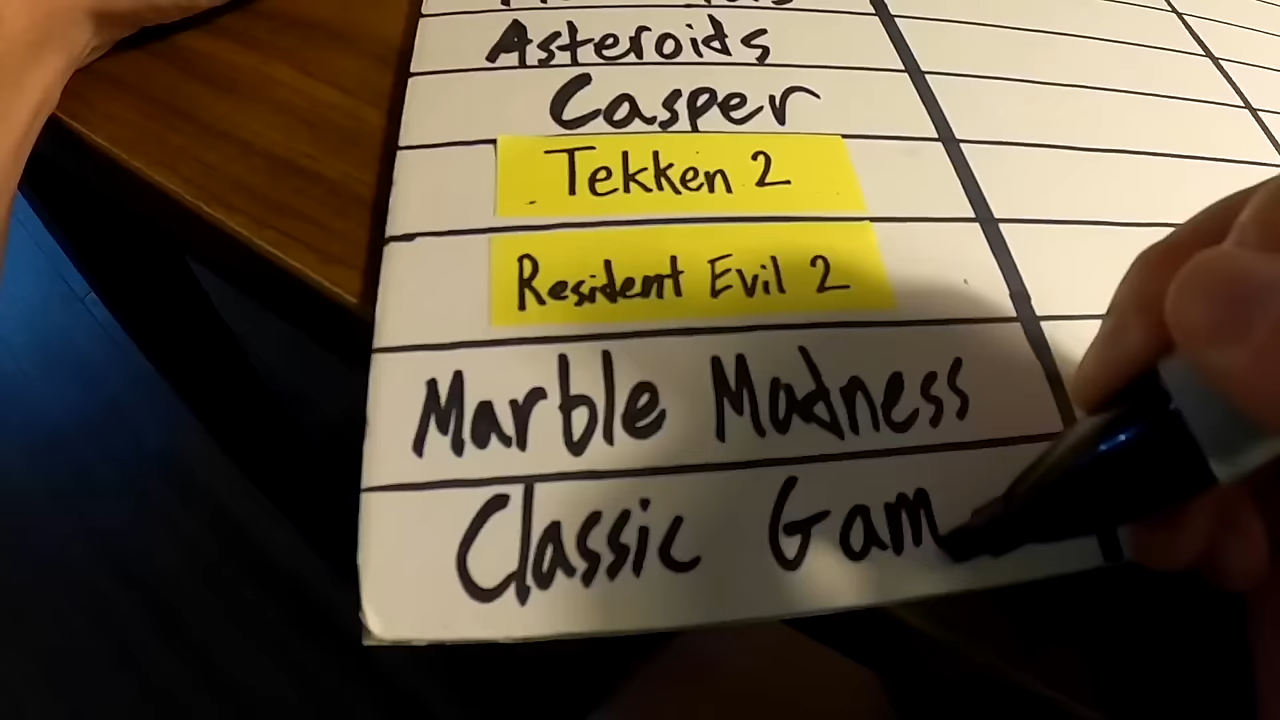 Asteroids
Casper
Tekken 2
Resident Evil 2
Marble Madness
Classic Gam